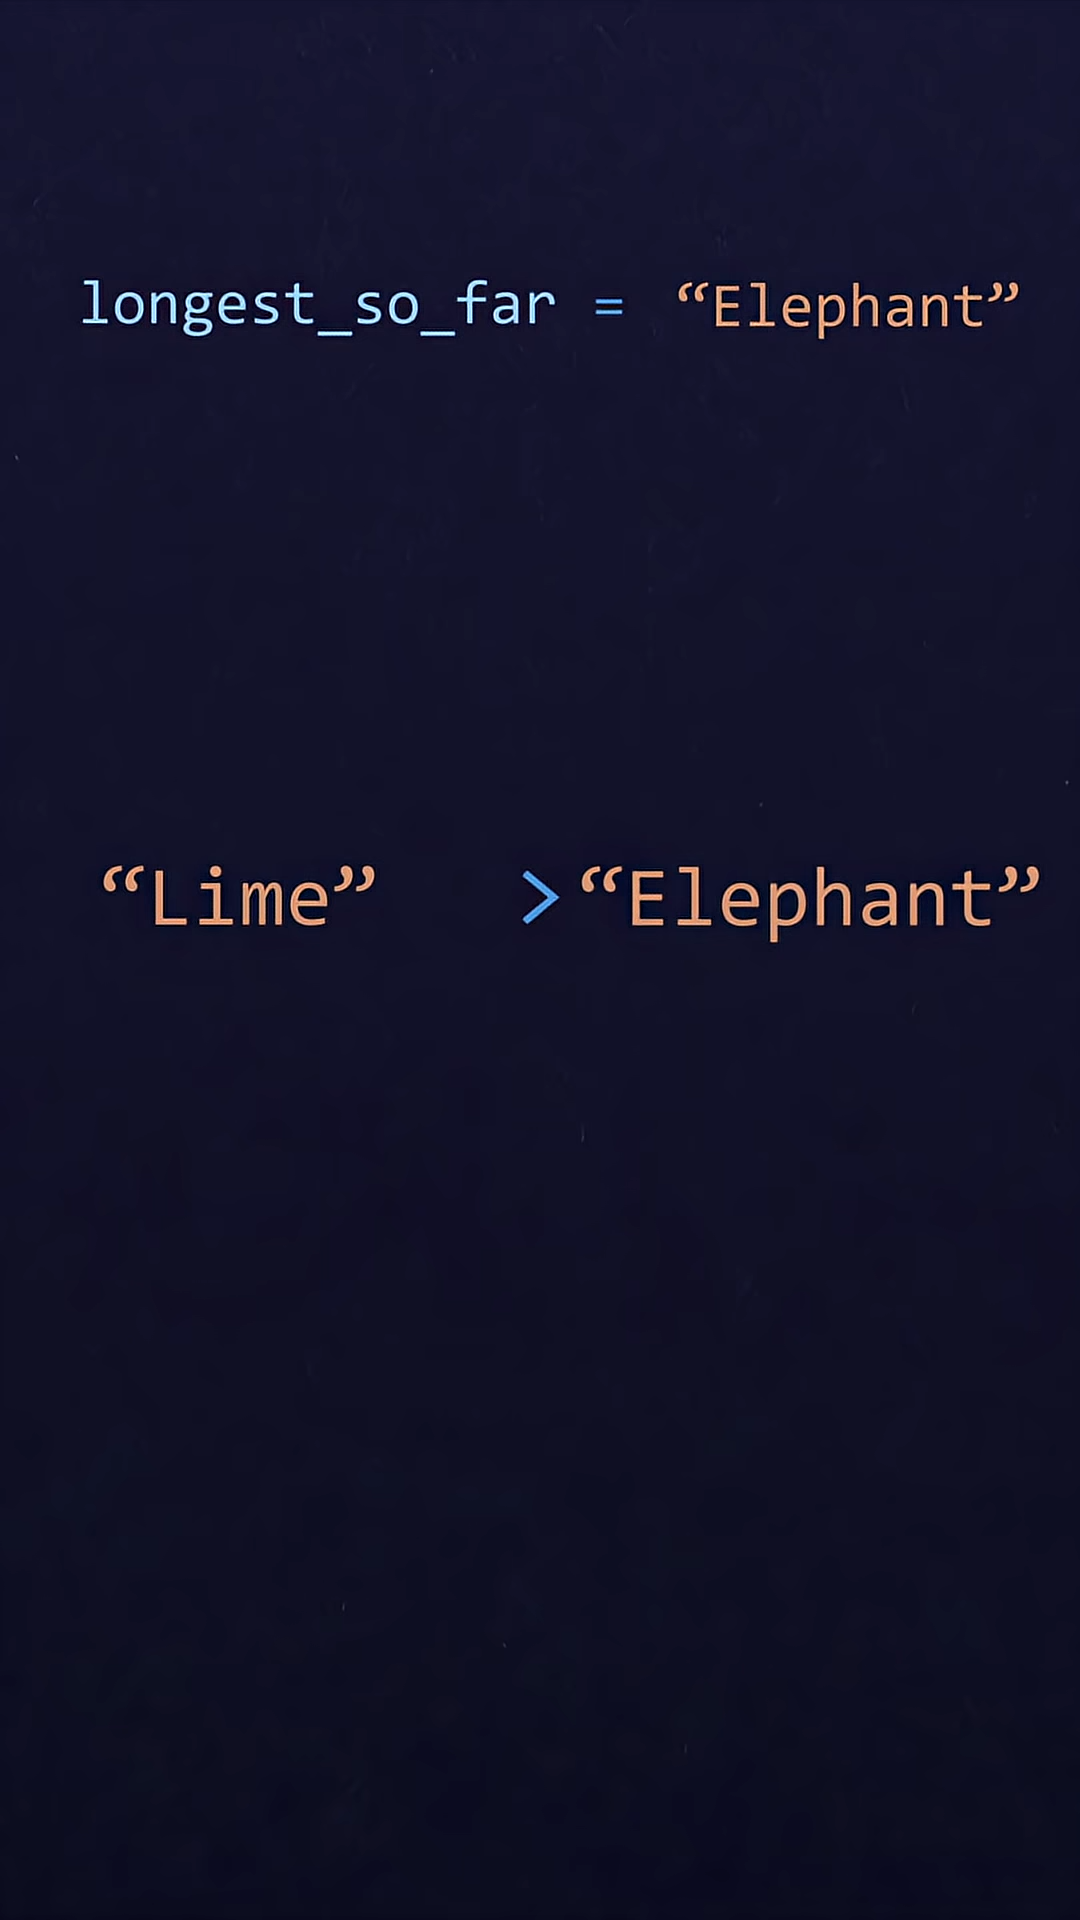 longest_so_far = “Elephant”
“Lime” > “Elephant”